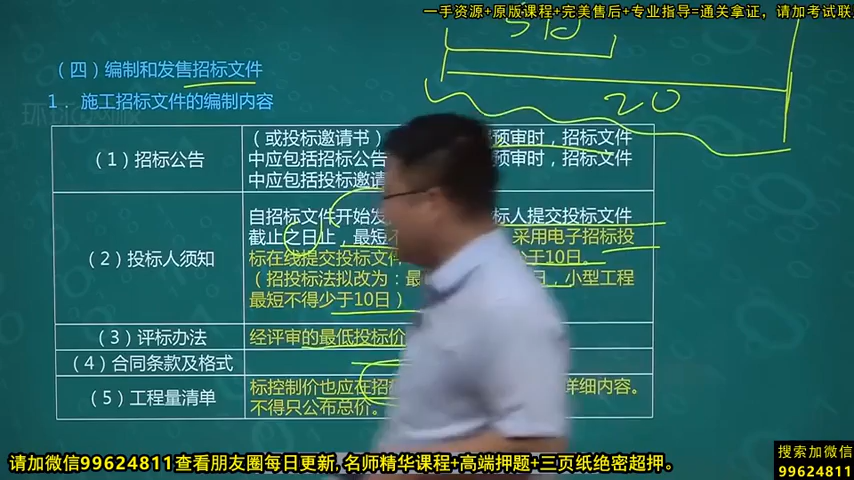 一手资源+原版课程+完美售后+专业指导=通关拿证，请加考试联
（四）编制和发售招标文件
20
1． 施工招标文件的编制内容
（1）招标公告
（或投标邀请书） 预审时，招标文件
中应包括招标公告 预审时，招标文件
中应包括投标邀请
（2）投标人须知
自招标文件开始发 标人提交投标文件
截止之日止，最短不 采用电子招标投
标在线提交投标文件 少于10日。
（招投标法拟改为：最 日，小型工程
最短不得少于10日）
（3）评标办法
经评审的最低投标价
（4）合同条款及格式
（5）工程量清单
标控制价也应在招 详细内容。
不得只公布总价。
搜索加微信
99624811
请加微信99624811查看朋友圈每日更新,名师精华课程+高端押题+三页纸绝密超押。